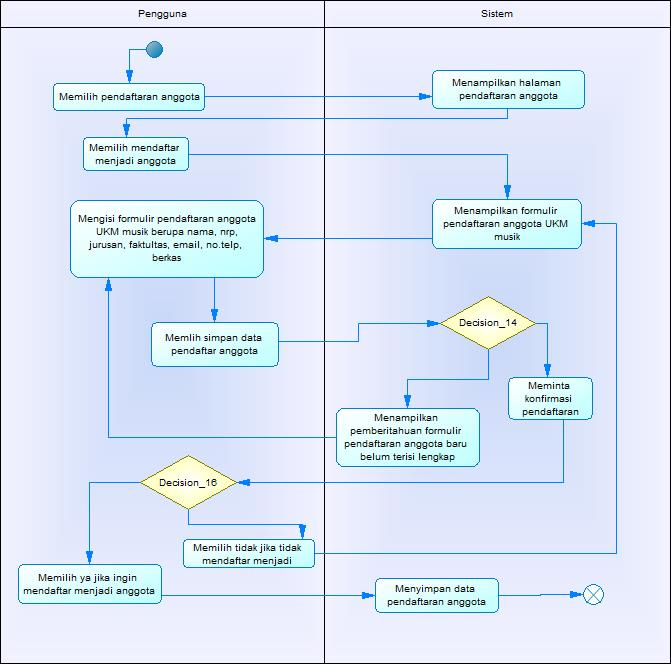 Pengguna
Sistem
Memilih pendaftaran anggota
Menampilkan halaman
pendaftaran anggota
Memilih mendaftar
menjadi anggota
Mengisi formulir pendaftaran anggota
UKM musik berupa nama, nrp,
jurusan, faktultas, email, no.telp,
berkas
Menampilkan formulir
pendaftaran anggota UKM
musik
Memlih simpan data
pendaftar anggota
Decision_14
Meminta
konfirmasi
pendaftaran
Menampilkan
pemberitahuan formulir
pendaftaran anggota baru
belum terisi lengkap
Decision_16
Memilih tidak jika tidak
mendaftar menjadi
Memilih ya jika ingin
mendaftar menjadi anggota
Menyimpan data
pendaftaran anggota